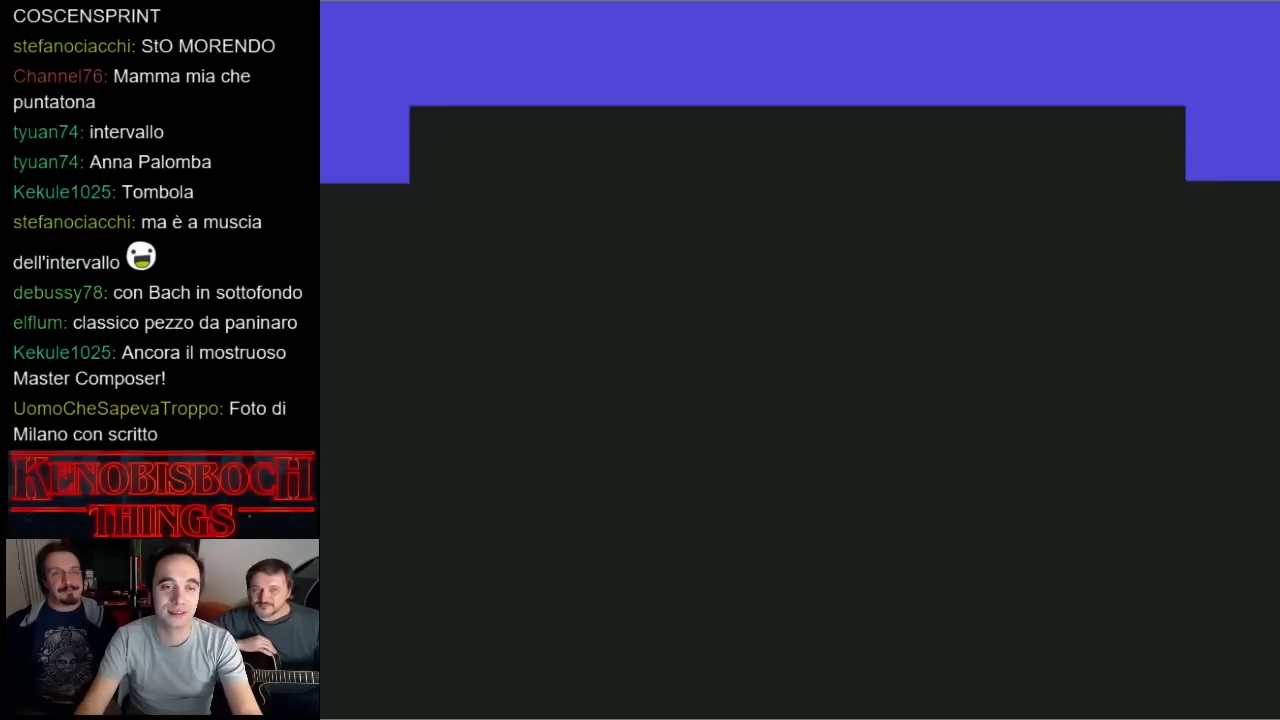 COSCENSPRINT
stefanociacchi: StO MORENDO
Channel76: Mamma mia che
puntatona
tyuan74: intervallo
tyuan74: Anna Palomba
Kekule1025: Tombola
stefanociacchi: ma è a muscia
dell'intervallo
debussy78: con Bach in sottofondo
elflum: classico pezzo da paninaro
Kekule1025: Ancora il mostruoso
Master Composer!
UomoCheSapevaTroppo: Foto di
Milano con scritto
KENOBISBOCH
THINGS